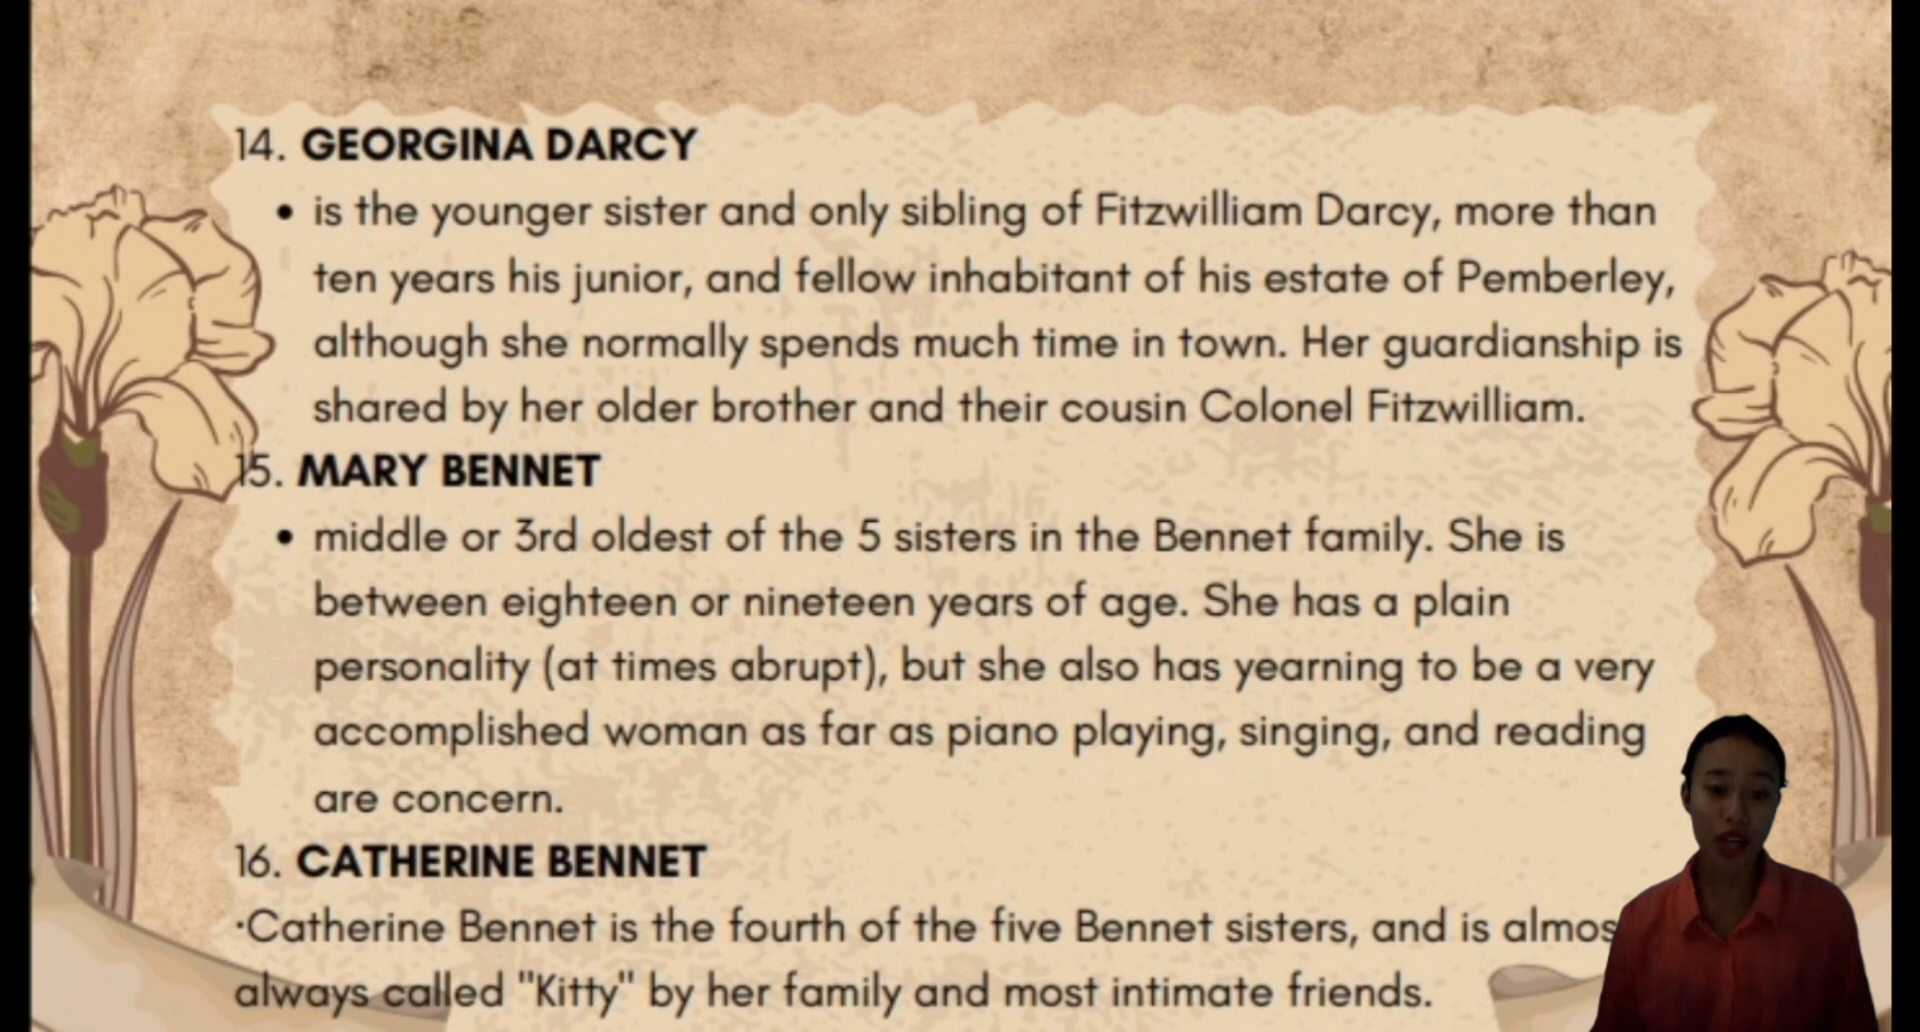 14. GEORGINA DARCY
• is the younger sister and only sibling of Fitzwilliam Darcy, more than
ten years his junior, and fellow inhabitant of his estate of Pemberley,
although she normally spends much time in town. Her guardianship is
shared by her older brother and their cousin Colonel Fitzwilliam.
15. MARY BENNET
• middle or 3rd oldest of the 5 sisters in the Bennet family. She is
between eighteen or nineteen years of age. She has a plain
personality (at times abrupt), but she also has yearning to be a very
accomplished woman as far as piano playing, singing, and reading
are concern.
16. CATHERINE BENNET
·Catherine Bennet is the fourth of the five Bennet sisters, and is almos
always called "Kitty" by her family and most intimate friends.